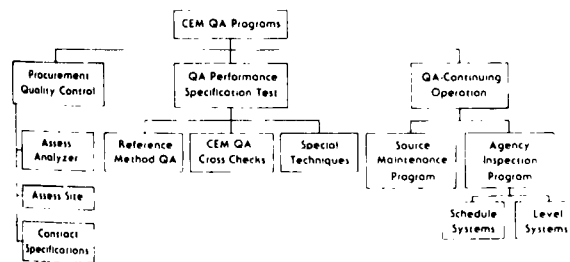 CEM QA Programs
Procurement
Quality Control
QA Performance
Specification Test
QA-Continuing
Operation
Assess
Analyzer
Reference
Method QA
CEM QA
Cross Checks
Special
Techniques
Source
Maintenance
Program
Agency
Inspection
Program
Assess Site
Contract
Specifications
Schedule
Systems
Level
Systems